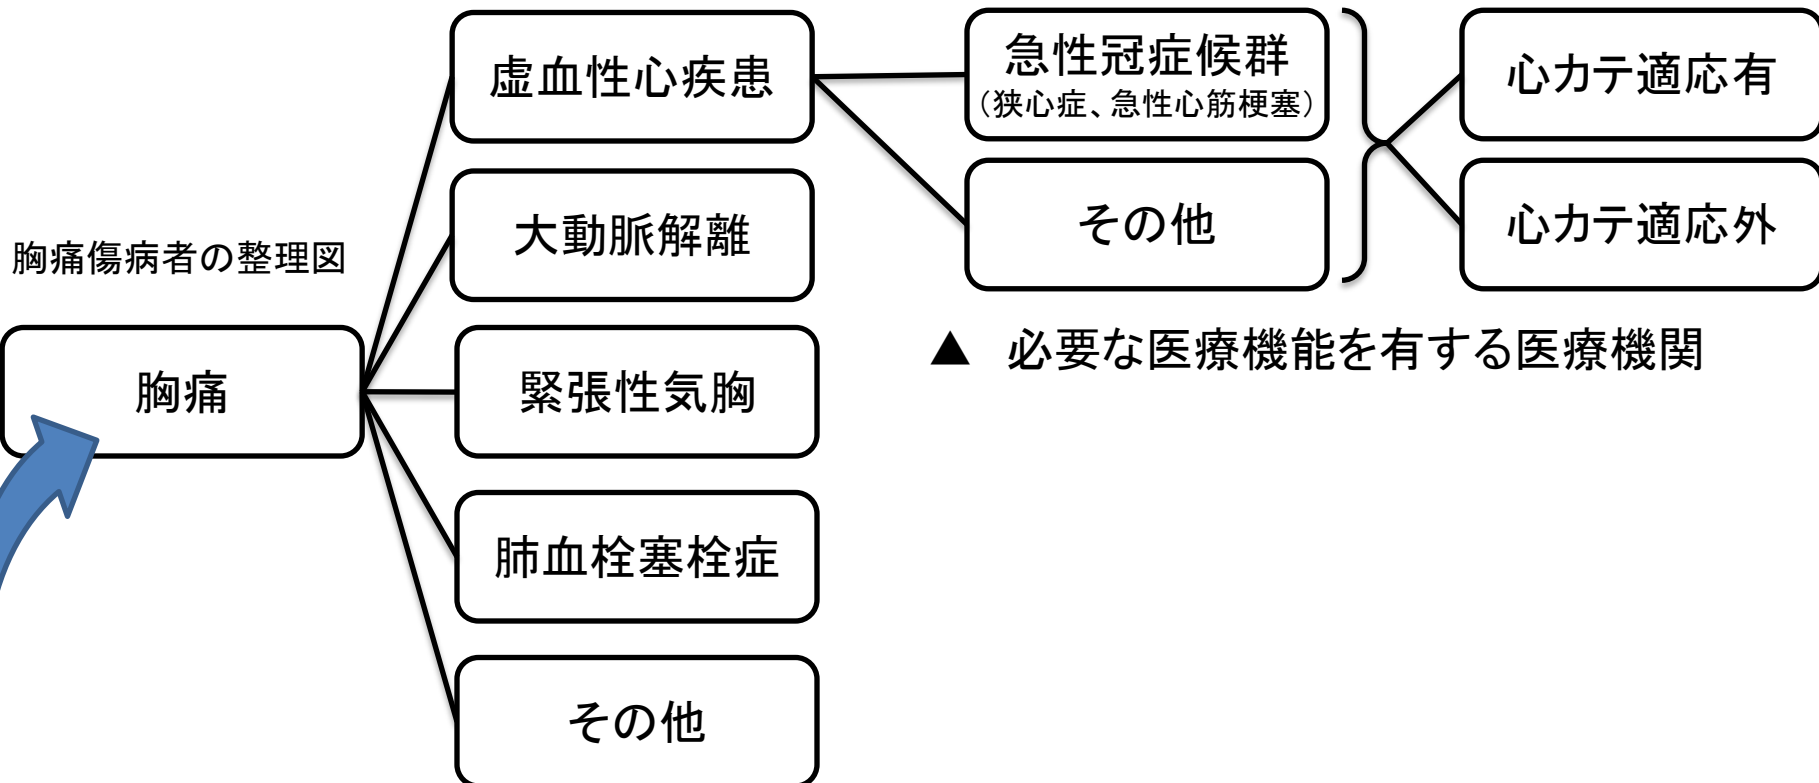 胸痛傷病者の整理図
胸痛
虚血性心疾患
大動脈解離
緊張性気胸
肺血栓塞栓症
その他
急性冠症候群
（狭心症、急性心筋梗塞）
その他
心カテ適応有
心カテ適応外
▲ 必要な医療機能を有する医療機関